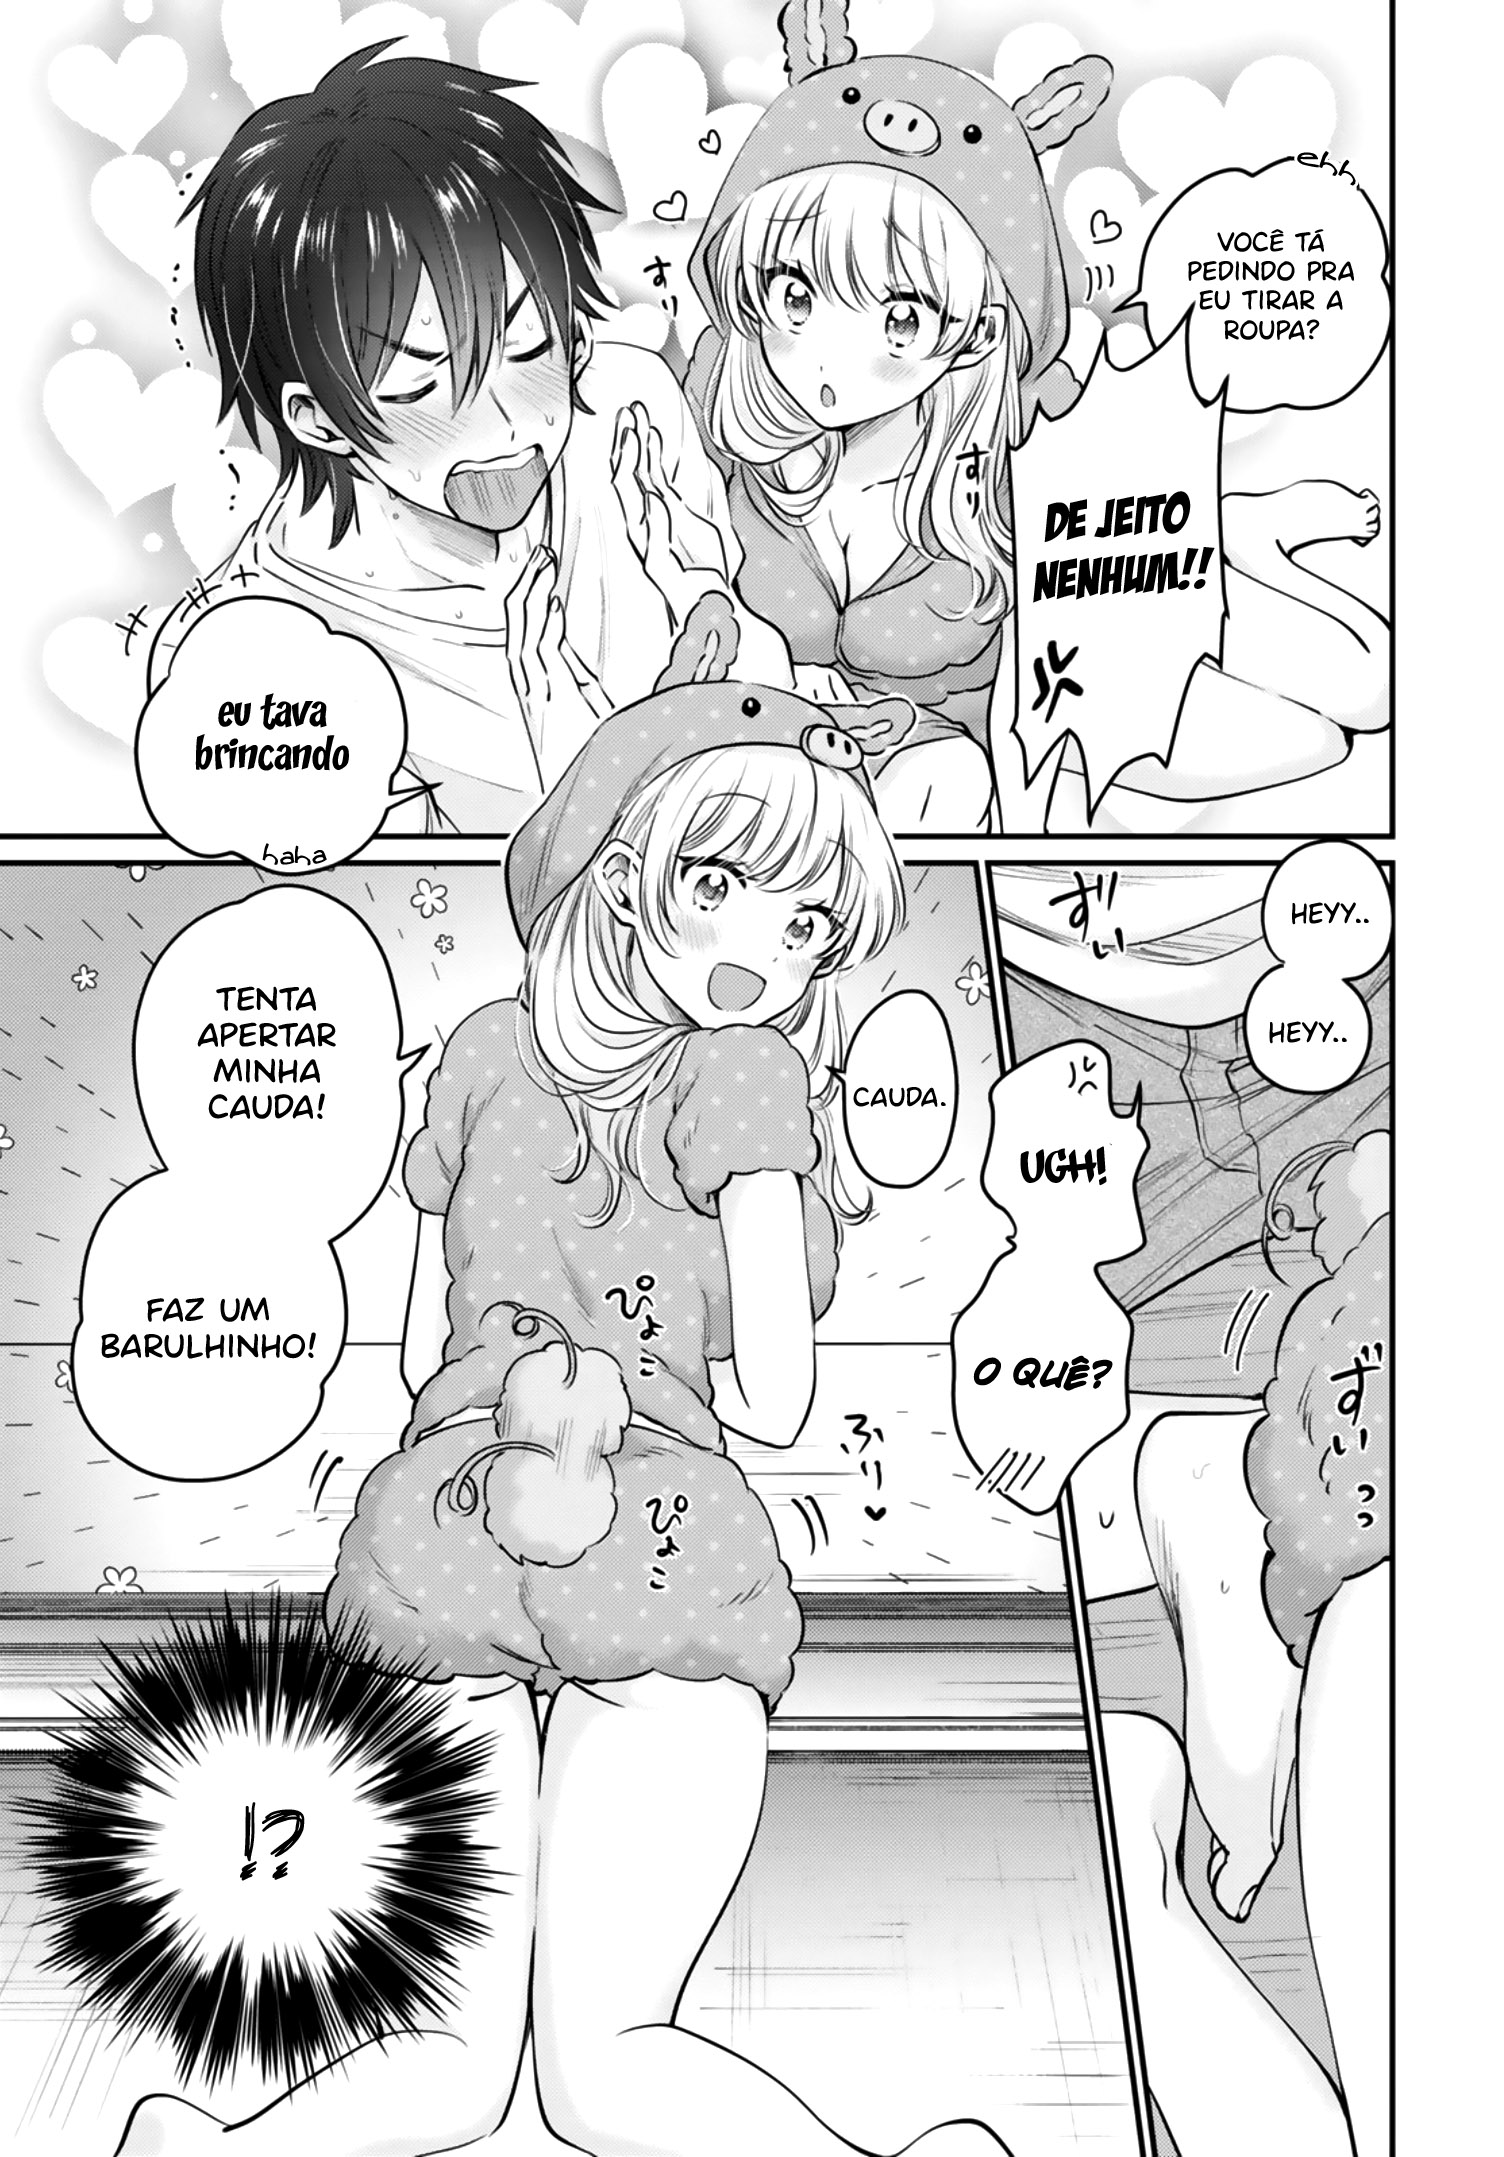 ehh
VOCÊ TÁ
PEDINDO PRA
EU TIRAR A
ROUPA?
DE JEITO
NENHUM!!
すり
すり
eu tava
brincando
haha
HEYY..
HEYY..
ずい
UGH!
O QUÊ?
ずいっっ
CAUDA.
TENTA
APERTAR
MINHA
CAUDA!
FAZ UM
BARULHINHO!
ぴょこ
ぴょこ
ふり♥
!?